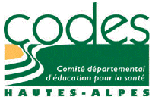 codes
Comité départemental
d'éducation pour la santé
HAUTES-ALPES